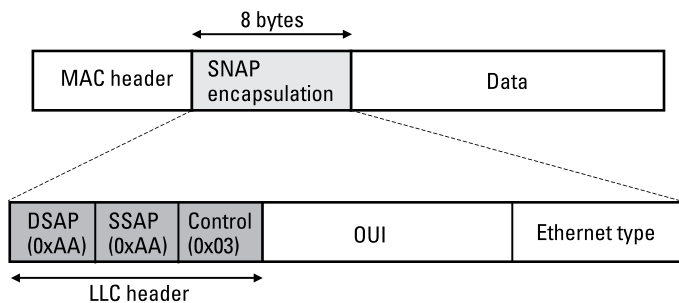 8 bytes
MAC header
SNAP
encapsulation
Data
DSAP
(0xAA)
SSAP
(0xAA)
Control
(0x03)
OUI
Ethernet type
LLC header